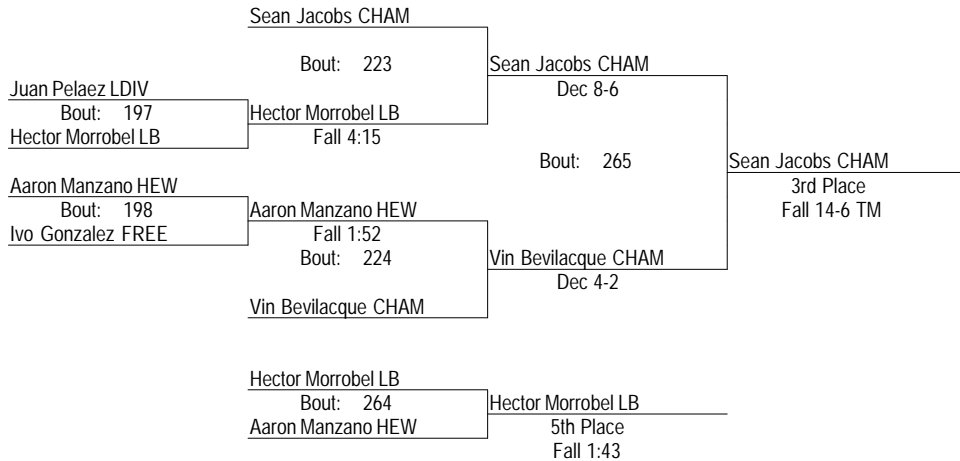 Sean Jacobs CHAM
Bout: 223
Sean Jacobs CHAM
Dec 8-6
Juan Pelaez LDIV
Bout: 197
Hector Morrobel LB
Hector Morrobel LB
Fall 4:15
Bout: 265
Sean Jacobs CHAM
3rd Place
Fall 14-6 TM
Aaron Manzano HEW
Bout: 198
Ivo Gonzalez FREE
Aaron Manzano HEW
Fall 1:52
Bout: 224
Vin Bevilacque CHAM
Dec 4-2
Vin Bevilacque CHAM
Hector Morrobel LB
Bout: 264
Aaron Manzano HEW
Hector Morrobel LB
5th Place
Fall 1:43